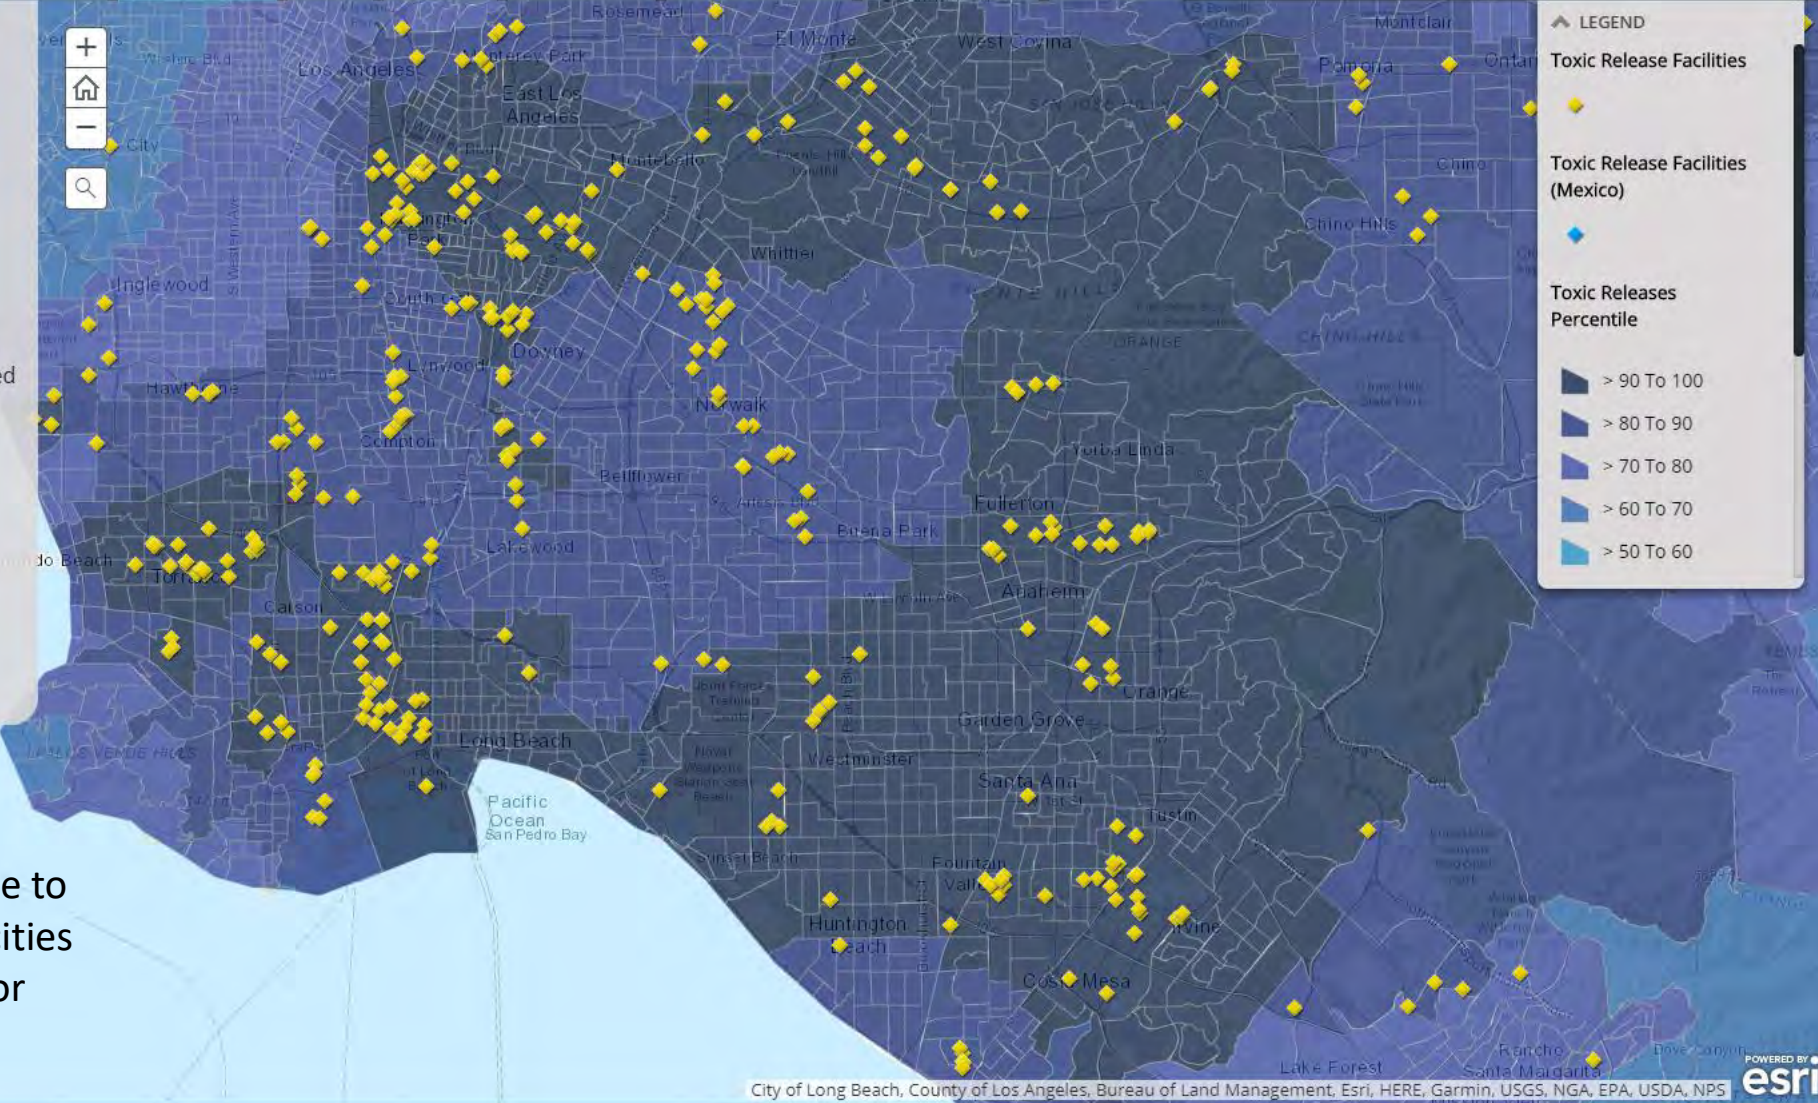 LEGEND
Toxic Release Facilities
Toxic Release Facilities
(Mexico)
Toxic Releases
Percentile
> 90 To 100
> 80 To 90
> 70 To 80
> 60 To 70
> 50 To 60
Rosemead
El Monte
West Covina
Montclair
Los Angeles
Monterey Park
Pomona
East Los
Angeles
City
Montebello
Chino
Chino Hills
Whittier
Inglewood
ORANGE
Downey
Lynwood
Hawthorne
Norwalk
Compton
Yorba Linda
Bellflower
Fullerton
Buena Park
Lakewood
Anaheim
Carson
Orange
Garden Grove
Long Beach
Westminster
Santa Ana
Tustin
Pacific
Ocean
San Pedro Bay
Sunset Beach
Fountain
Huntington
Beach
Lake Forest
Rancho
Santa Margarita
ed
e to
ities
or
City of Long Beach, County of Los Angeles, Bureau of Land Management, Esri, HERE, Garmin, USGS, NGA, EPA, USDA, NPS
POWERED BY
esri